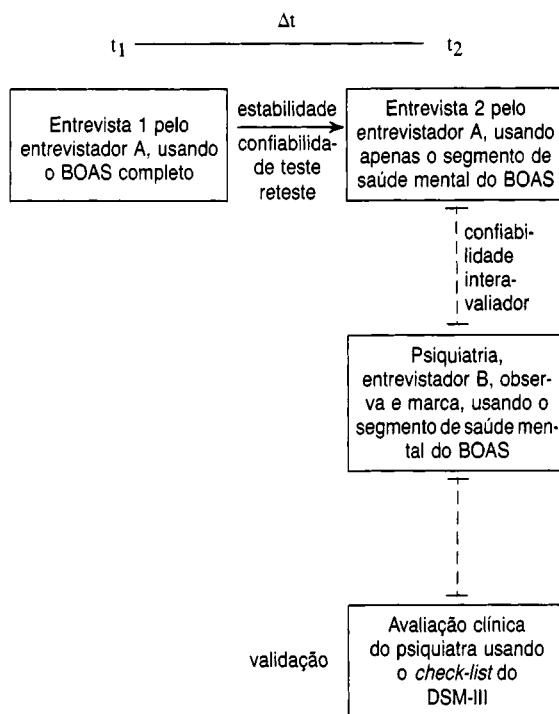 Δt
t1
t2
Entrevista 1 pelo
entrevistador A, usando
o BOAS completo
estabilidade
confiabilida-
de teste
reteste
Entrevista 2 pelo
entrevistador A, usando
apenas o segmento de
saúde mental do BOAS
confiabi-
lidade
intera-
valiador
Psiquiatria,
entrevistador B, obser-
va e marca, usando o
segmento de saúde men-
tal do BOAS
validação
Avaliação clínica
do psiquiatra usando
o check-list do
DSM-III